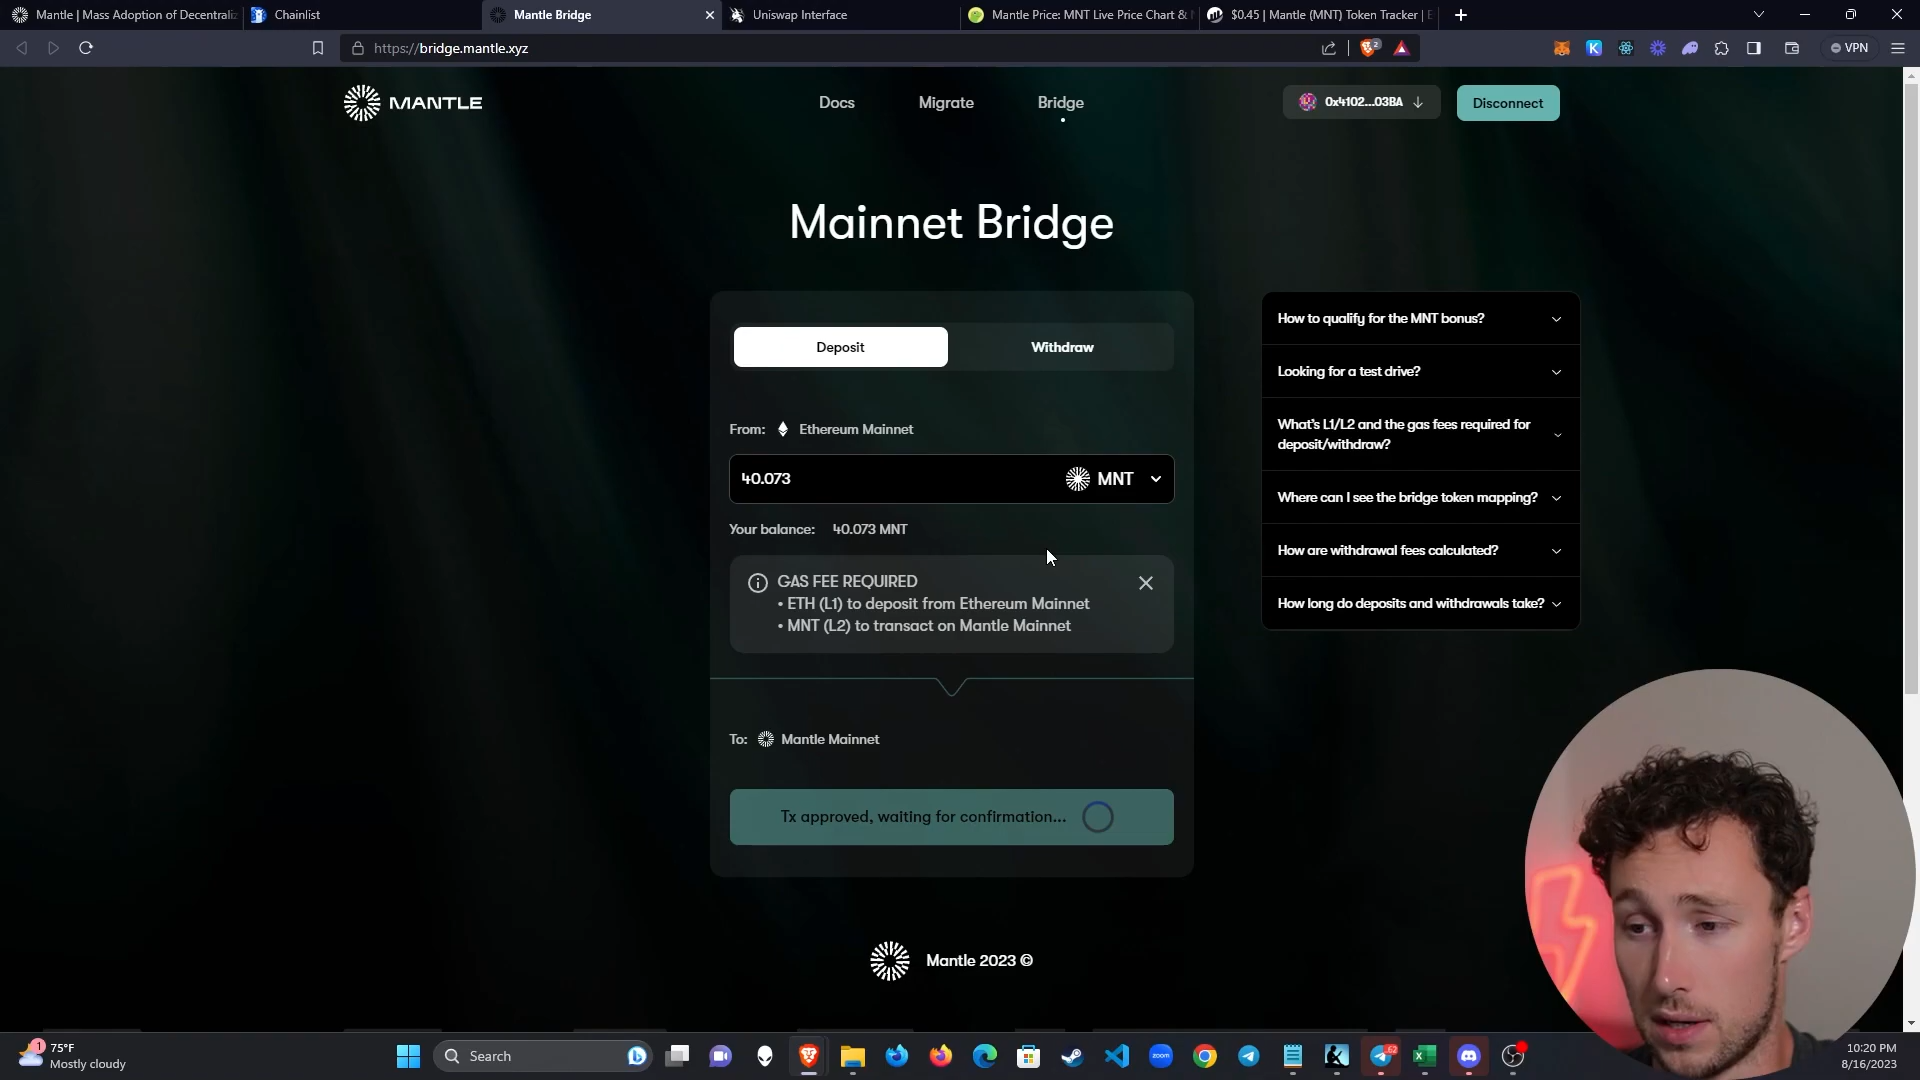 Mantle | Mass Adoption of Decentraliz
Chainlist
Mantle Bridge
Uniswap Interface
Mantle Price: MNT Live Price Chart &
$0.45 | Mantle (MNT) Token Tracker | E
https://bridge.mantle.xyz
2
VPN
MANTLE
Docs
Migrate
Bridge
0x4102...03BA
Disconnect
Mainnet Bridge
Deposit
Withdraw
From: Ethereum Mainnet
40.073
MNT
Your balance: 40.073 MNT
GAS FEE REQUIRED
• ETH (L1) to deposit from Ethereum Mainnet
• MNT (L2) to transact on Mantle Mainnet
To: Mantle Mainnet
Tx approved, waiting for confirmation...
How to qualify for the MNT bonus?
Looking for a test drive?
What's L1/L2 and the gas fees required for
deposit/withdraw?
Where can I see the bridge token mapping?
How are withdrawal fees calculated?
How long do deposits and withdrawals take?
Mantle 2023 ©
1
75°F
Mostly cloudy
Search
zoom
62
10:20 PM
8/16/2023